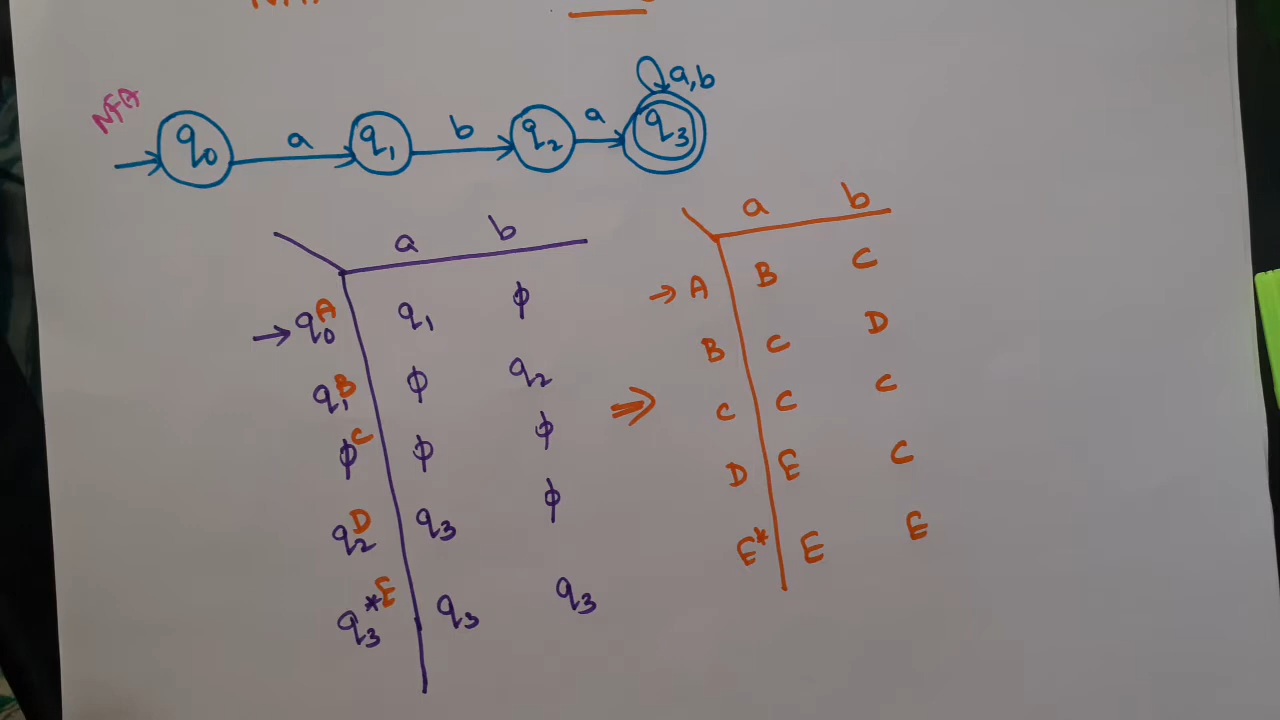 NFA
q0 a q1 b q2 a q3 a,b
a b
→ q0 A q1 ϕ
q1 B ϕ q2
ϕ C ϕ ϕ
q2 D q3 ϕ
q3* E q3 q3
⇒
a b
→ A B C
B C D
C C C
D E C
E* E E